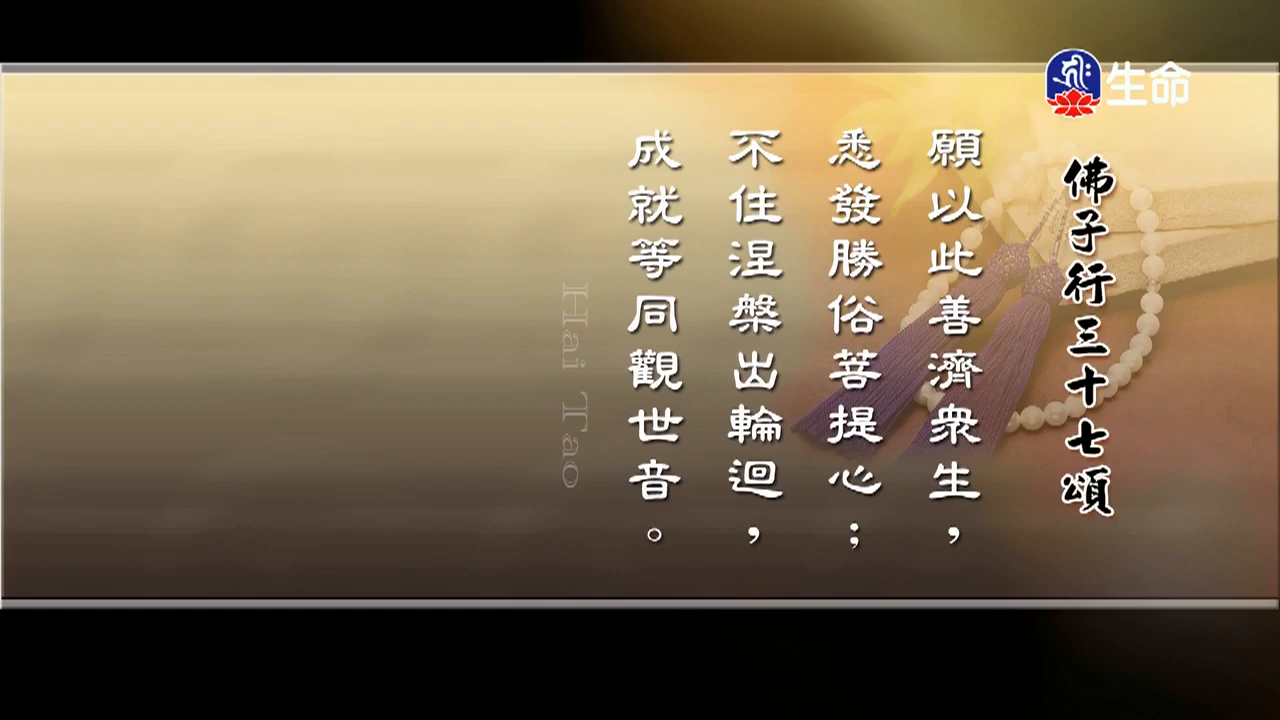 生命
佛子行三十七頌
願以此善濟眾生，
悉發勝俗菩提心；
不住涅槃出輪迴，
成就等同觀世音。
Hai Tao